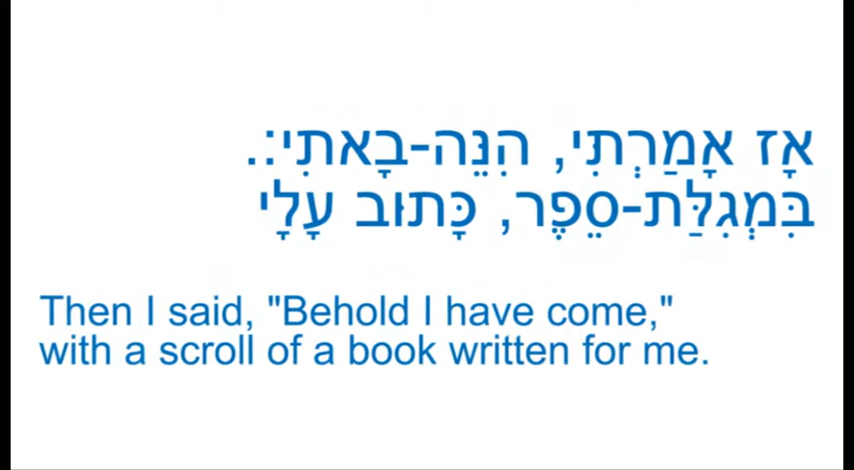 אָז אָמַרְתִּי, הִנֵּה-בָאתִי:.
בִּמְגִלַּת-סֵפֶר, כָּתוּב עָלָי
Then I said, "Behold I have come,"
with a scroll of a book written for me.